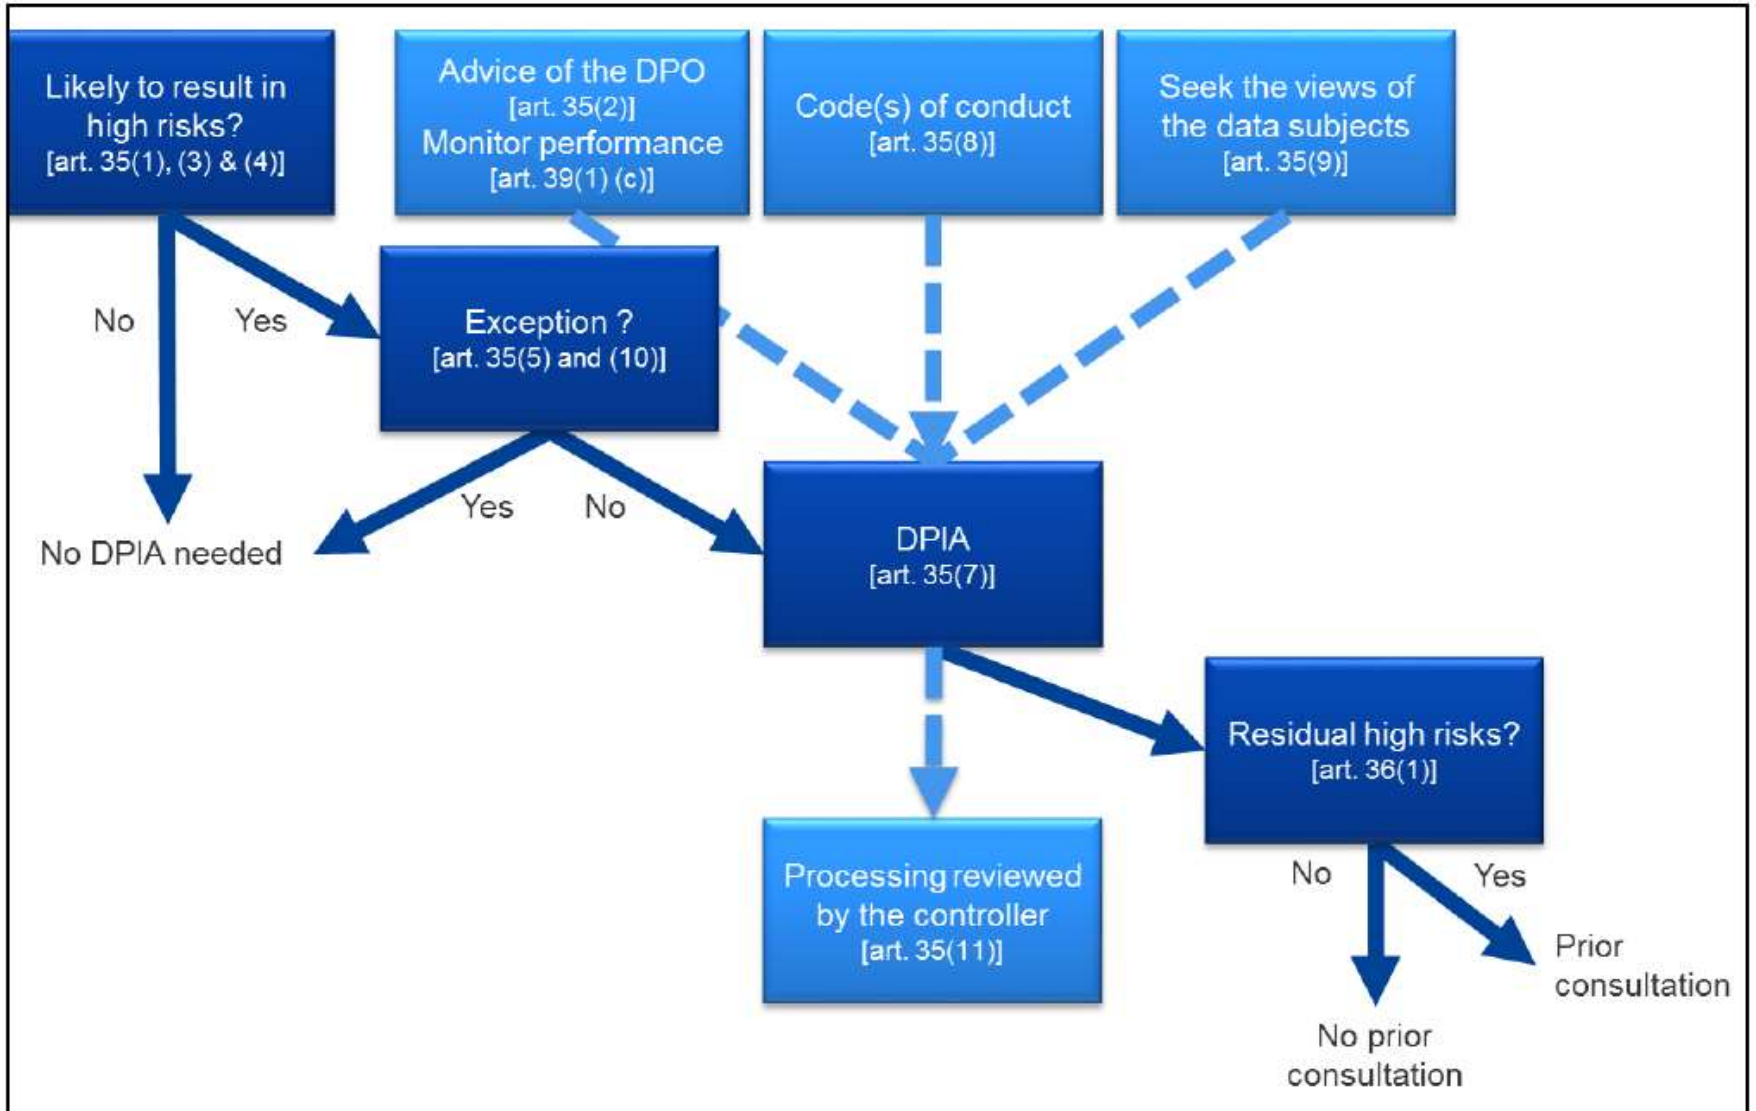 Likely to result in
high risks?
[art. 35(1), (3) & (4)]
Advice of the DPO
[art. 35(2)]
Monitor performance
[art. 39(1) (c)]
Code(s) of conduct
[art. 35(8)]
Seek the views of
the data subjects
[art. 35(9)]
No
Yes
Exception ?
[art. 35(5) and (10)]
Yes
No
No DPIA needed
DPIA
[art. 35(7)]
Residual high risks?
[art. 36(1)]
Processing reviewed
by the controller
[art. 35(11)]
No
Yes
Prior
consultation
No prior
consultation